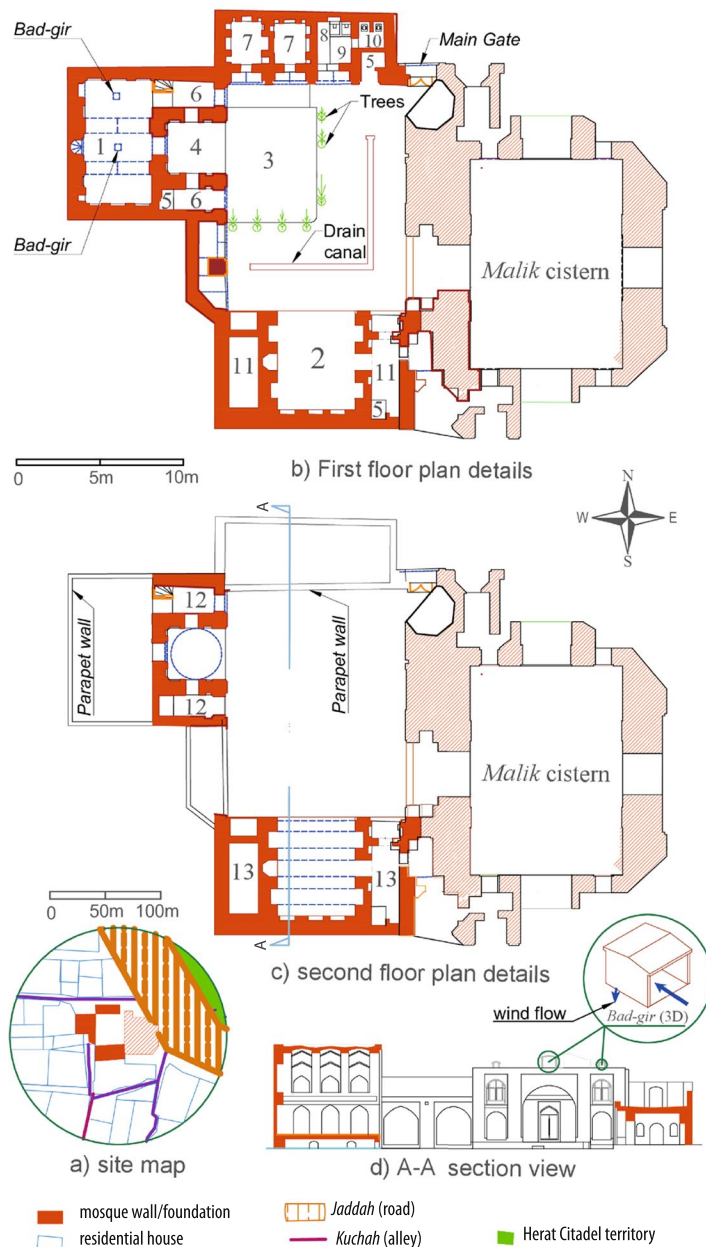 Bad-gir
Main Gate
7 7 8 9 10 5
6
Trees
1 4 3
5 6
Bad-gir
Drain canal
Malik cistern
11 2 11
5
0 5m 10m
b) First floor plan details
N
W E
S
A
12
Parapet wall
Parapet wall
12
Malik cistern
13 13
0 50m 100m
A
c) second floor plan details
wind flow
Bad-gir (3D)
a) site map
d) A-A section view
mosque wall/foundation
Jaddah (road)
residential house
Kuchah (alley)
Herat Citadel territory